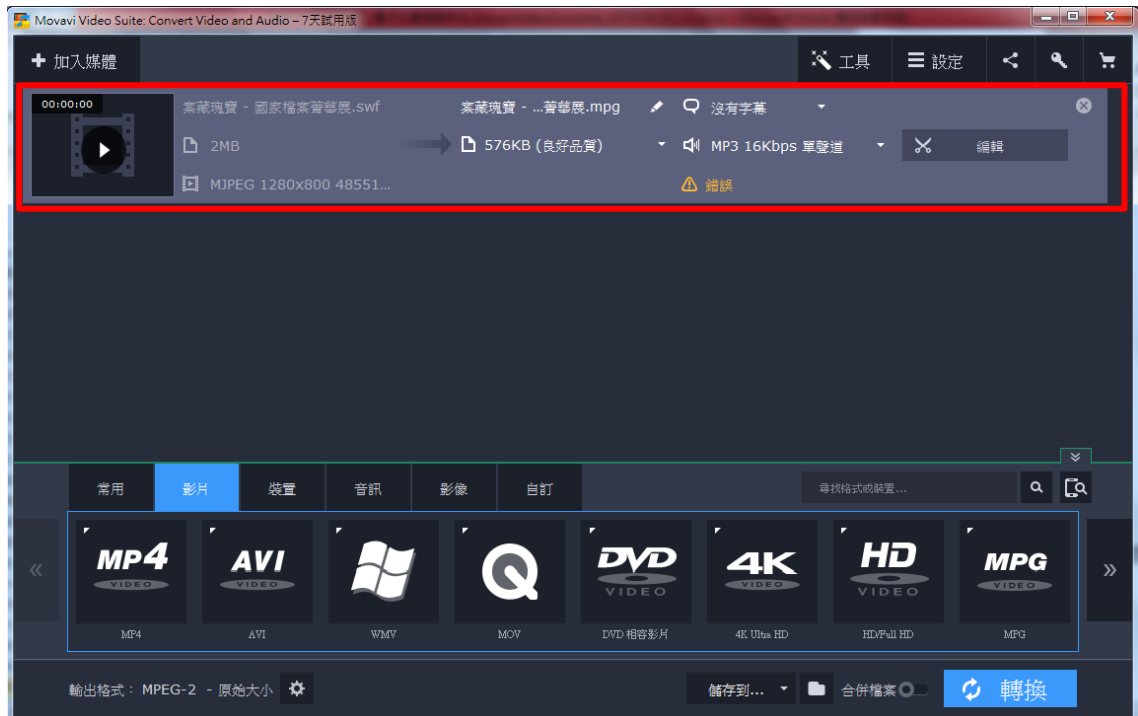 Movavi Video Suite: Convert Video and Audio – 7天試用版
加入媒體
工具
設定
00:00:00
案藏瑰寶 - 國家檔案菁華展.swf
案藏瑰寶 - ...菁華展.mpg
沒有字幕
2MB
576KB (良好品質)
MP3 16Kbps 單聲道
編輯
MJPEG 1280x800 48551...
錯誤
常用
影片
裝置
音訊
影像
自訂
尋找格式或裝置...
MP4
VIDEO
AVI
VIDEO
DVD
VIDEO
4K
VIDEO
HD
VIDEO
MPG
VIDEO
MP4
AVI
WMV
MOV
DVD 相容影片
4K Ultra HD
HD/Full HD
MPG
輸出格式： MPEG-2 - 原始大小
儲存到...
合併檔案
轉換